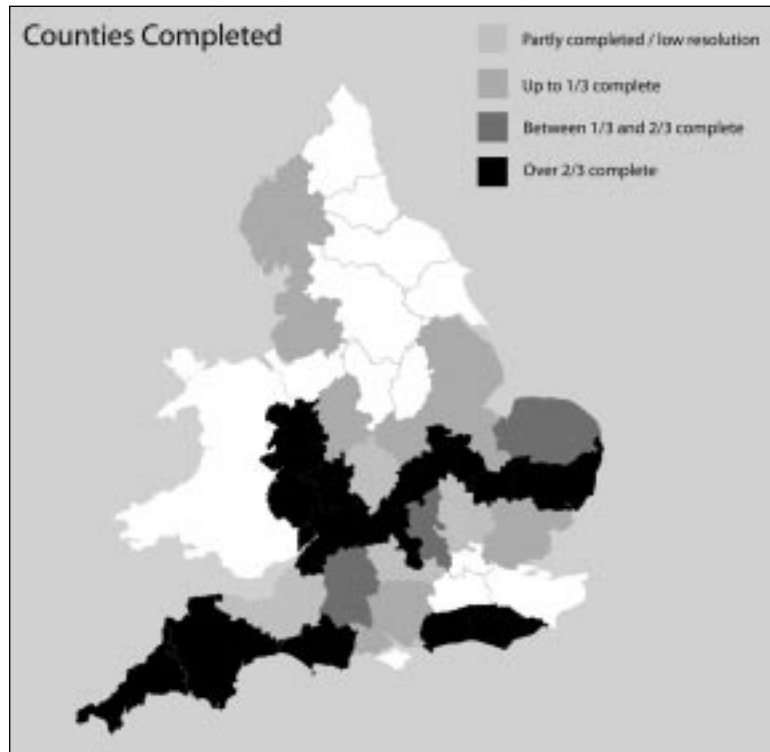 Counties Completed
Partly completed / low resolution
Up to 1/3 complete
Between 1/3 and 2/3 complete
Over 2/3 complete